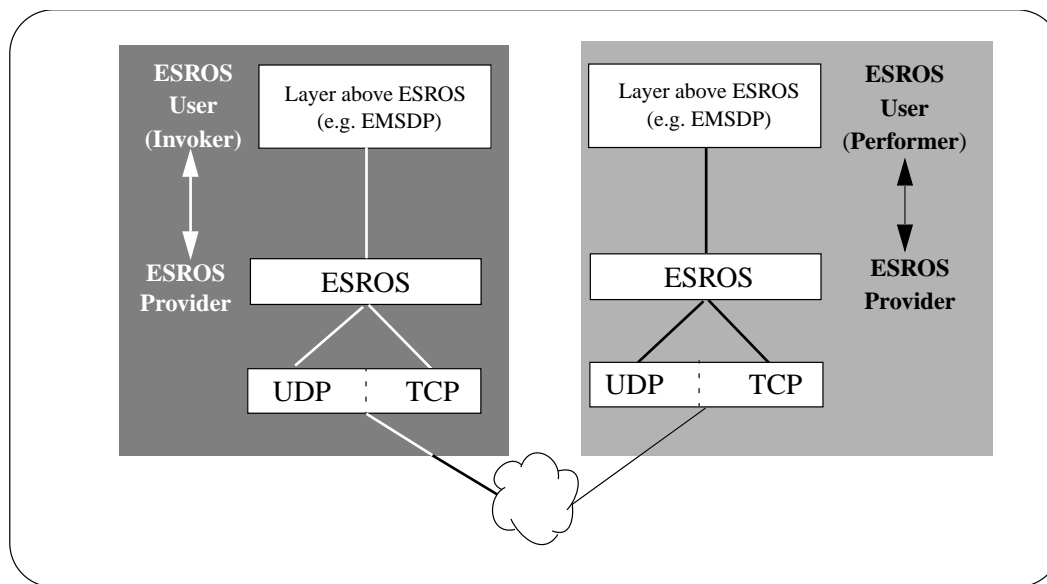 ESROS
User
(Invoker)
Layer above ESROS
(e.g. EMSDP)
ESROS
Provider
ESROS
UDP
TCP
Layer above ESROS
(e.g. EMSDP)
ESROS
User
(Performer)
ESROS
ESROS
Provider
UDP
TCP